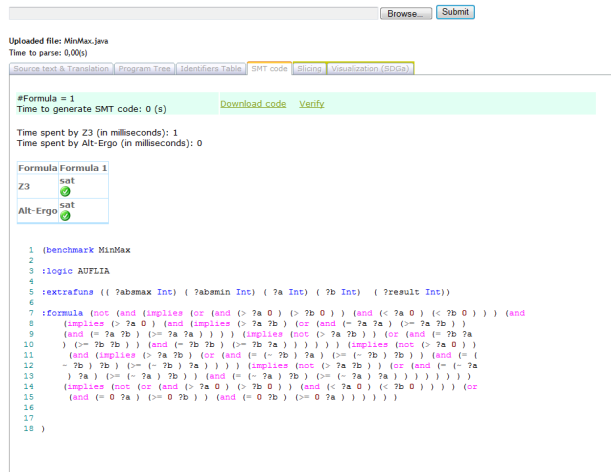 Browse... Submit
Uploaded file: MinMax.java
Time to parse: 0,00(s)
Source text & Translation Program Tree Identifiers Table SMT code Slicing Visualization (SDGs)
#Formula = 1
Time to generate SMT code: 0 (s) Download code Verify
Time spent by Z3 (in milliseconds): 1
Time spent by Alt-Ergo (in milliseconds): 0
Formula Formula 1
Z3 sat
Alt-Ergo sat
1 (benchmark MinMax
2
3 :logic AUFLIA
4
5 :extrafuns (( ?absmax Int) ( ?absmin Int) ( ?a Int) ( ?b Int) ( ?result Int))
6
7 :formula (not (and (implies (or (and (> ?a 0 ) (> ?b 0 ) ) (and (< ?a 0 ) (< ?b 0 ) ) ) (and
8 (implies (> ?a 0 ) (and (implies (> ?a ?b ) (or (and (= ?a ?a ) (>= ?a ?b ) )
9 (and (= ?a ?b ) (>= ?a ?a ) ) ) ) (implies (not (> ?a ?b ) ) (or (and (= ?b ?a
10 ) (>= ?b ?b ) ) (and (= ?b ?b ) (>= ?b ?a ) ) ) ) ) ) (implies (not (> ?a 0 ) )
11 (and (implies (> ?a ?b ) (or (and (= (~ ?b ) ?a ) (>= (~ ?b ) ?b ) ) (and (= (
12 ~ ?b ) ?b ) (>= (~ ?b ) ?a ) ) ) ) (implies (not (> ?a ?b ) ) (or (and (= (~ ?a
13 ) ?a ) (>= (~ ?a ) ?b ) ) (and (= (~ ?a ) ?b ) (>= (~ ?a ) ?a ) ) ) ) ) ) ) )
14 (implies (not (or (and (> ?a 0 ) (> ?b 0 ) ) (and (< ?a 0 ) (< ?b 0 ) ) ) ) (or
15 (and (= 0 ?a ) (>= 0 ?b ) ) (and (= 0 ?b ) (>= 0 ?a ) ) ) ) ) )
16
17
18 )